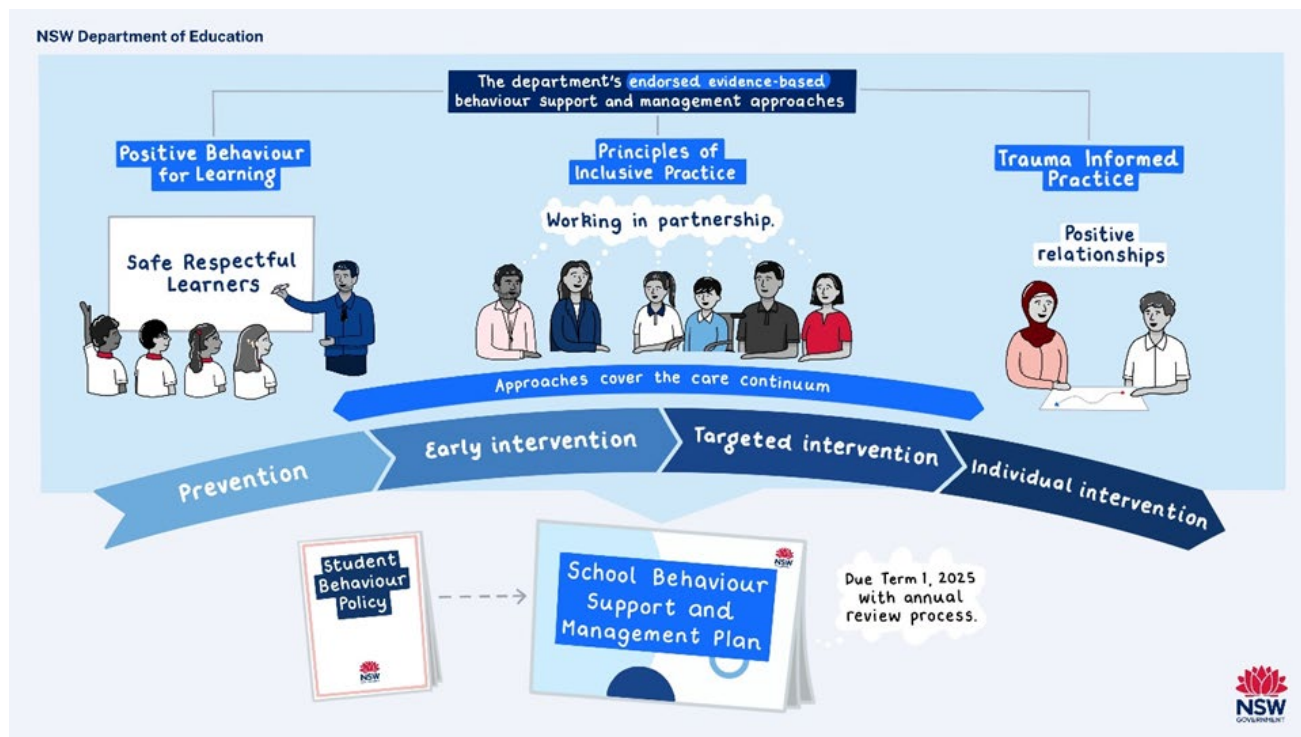 NSW Department of Education
The department's endorsed evidence-based
behaviour support and management approaches
Positive Behaviour
for Learning
Principles of
Inclusive Practice
Trauma Informed
Practice
Safe Respectful
Learners
Working in partnership.
Positive
relationships
Approaches cover the care continuum
Prevention
Early intervention
Targeted intervention
Individual intervention
Student
Behaviour
Policy
NSW
School Behaviour
Support and
Management Plan
NSW
Due Term 1, 2025
with annual
review process.
NSW
GOVERNMENT